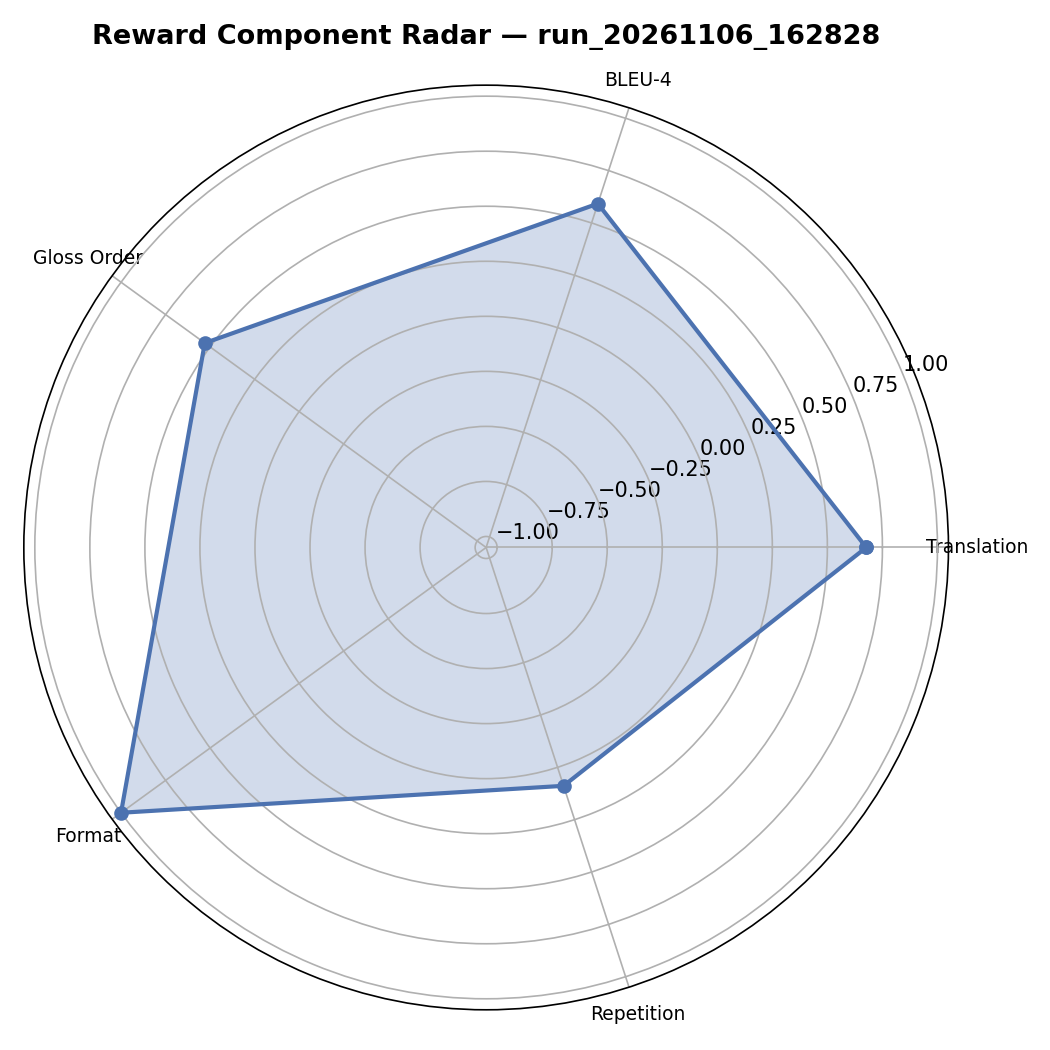 Reward Component Radar — run_20261106_162828
BLEU-4
Gloss Order
1.00
0.75
0.50
0.25
0.00
−0.25
−0.50
−0.75
−1.00
Translation
Format
Repetition